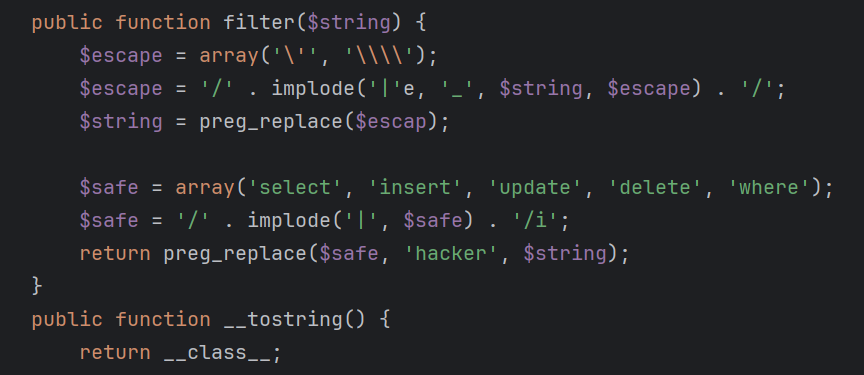 public function filter($string) {
$escape = array('\'', '\\\\');
$escape = '/' . implode('|'e, '_', $string, $escape) . '/';
$string = preg_replace($escap);
$safe = array('select', 'insert', 'update', 'delete', 'where');
$safe = '/' . implode('|', $safe) . '/i';
return preg_replace($safe, 'hacker', $string);
}
public function __tostring() {
return __class__;